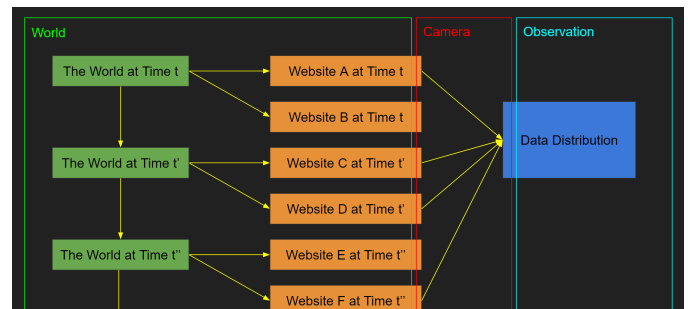 World
Camera
Observation
The World at Time t
Website A at Time t
Website B at Time t
Data Distribution
The World at Time t'
Website C at Time t'
Website D at Time t'
The World at Time t''
Website E at Time t''
Website F at Time t''